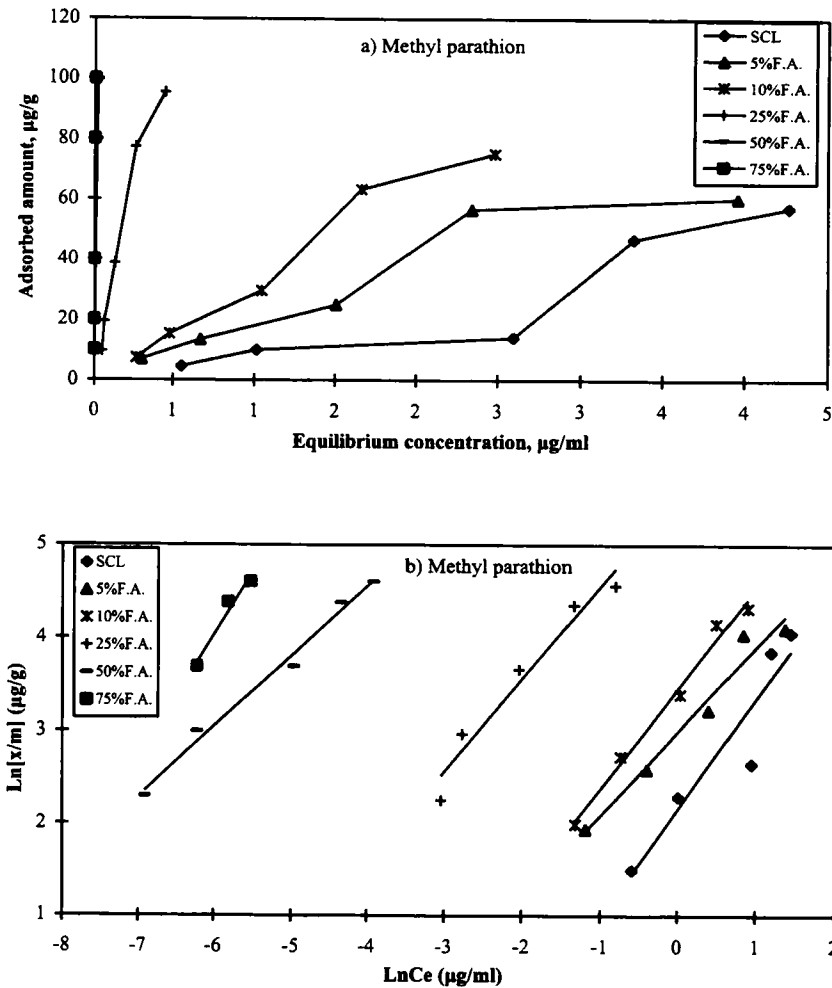 a) Methyl parathion
120
100
80
60
40
20
0
Adsorbed amount, µg/g
0 1 1 2 2 3 3 4 4 5
Equilibrium concentration, µg/ml
SCL
5%F.A.
10%F.A.
25%F.A.
50%F.A.
75%F.A.
b) Methyl parathion
5
4
3
2
1
Ln[x/m] (µg/g)
-8 -7 -6 -5 -4 -3 -2 -1 0 1 2
LnCe (µg/ml)
SCL
5%F.A.
10%F.A.
25%F.A.
50%F.A.
75%F.A.